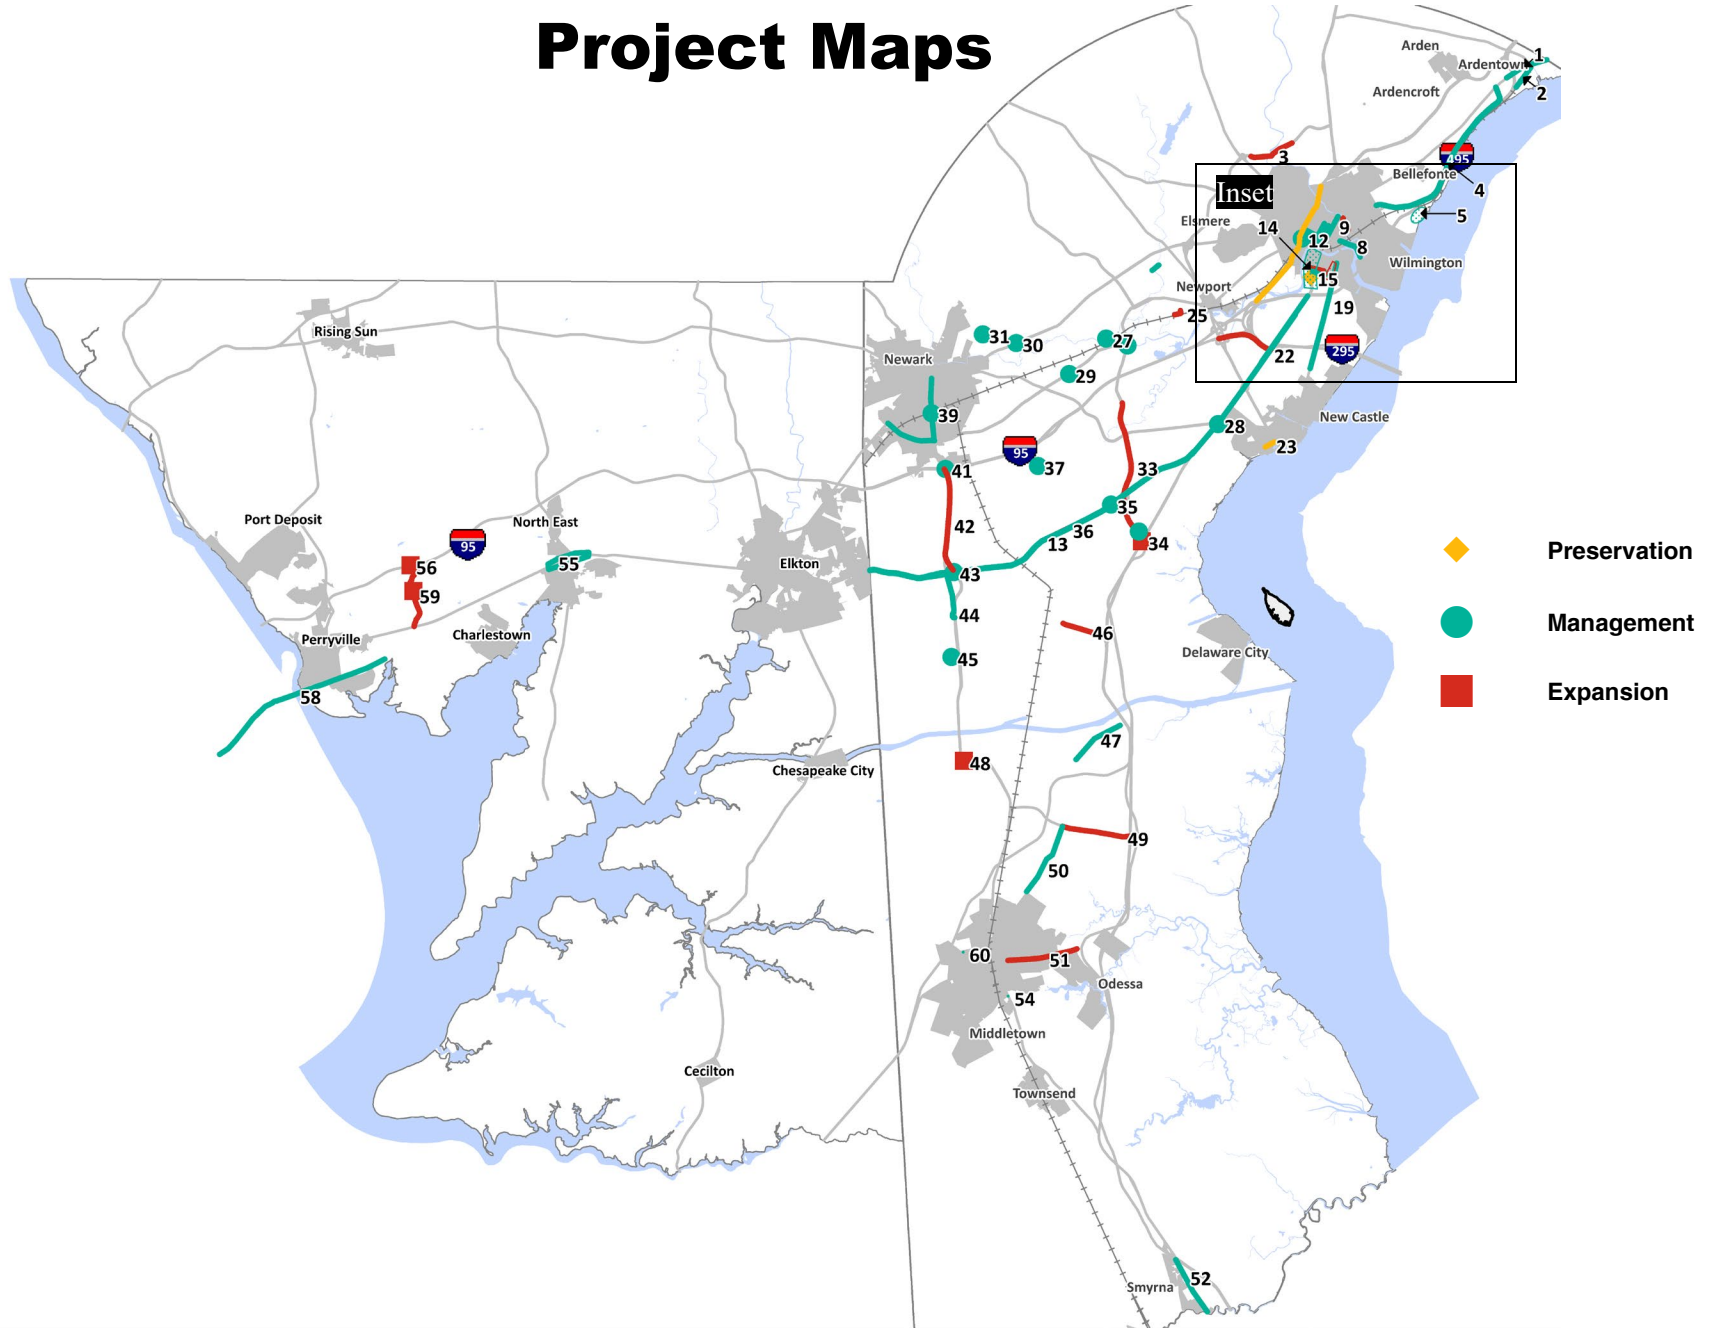 Project Maps
Arden
1
Ardentown
Ardencroft
2
3
495
Bellefonte
4
Inset
5
Elsmere
14
9
12
8
Wilmington
15
Newport
19
25
Rising Sun
31
30
27
295
22
Newark
29
39
New Castle
28
23
95
41
37
33
35
Port Deposit
North East
42
36
13
34
95
Preservation
55
Elkton
56
43
59
44
Management
46
Perryville
Charlestown
Delaware City
45
58
Expansion
47
48
Chesapeake City
49
50
60
51
Odessa
54
Middletown
Cecilton
Townsend
52
Smyrna